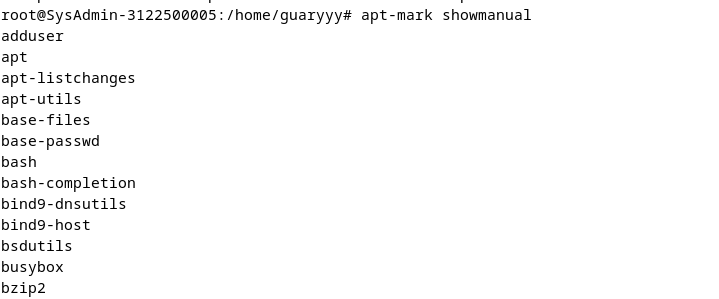 root@SysAdmin-3122500005:/home/guaryyy# apt-mark showmanual
adduser
apt
apt-listchanges
apt-utils
base-files
base-passwd
bash
bash-completion
bind9-dnsutils
bind9-host
bsdutils
busybox
bzip2